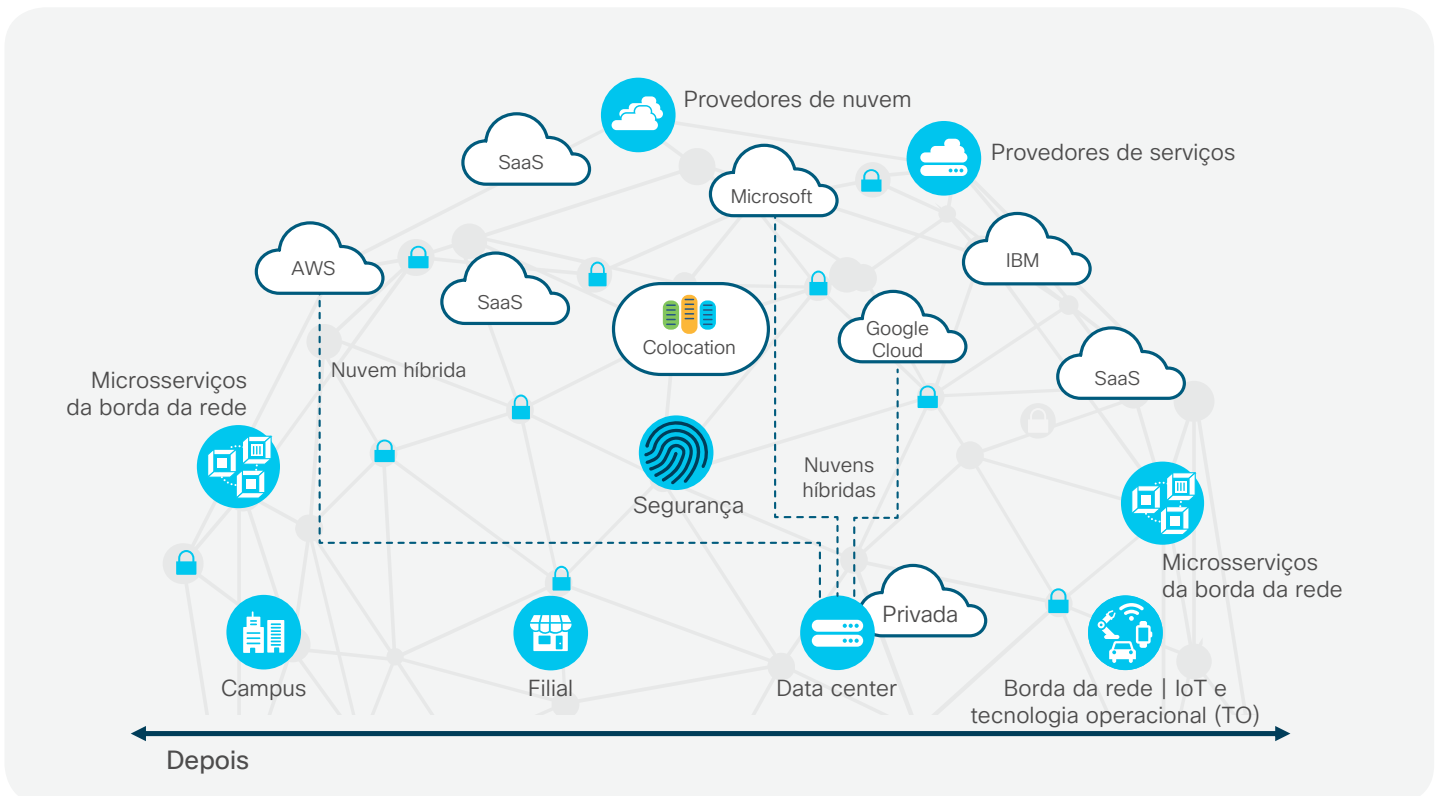 Provedores de nuvem
SaaS
Provedores de serviços
Microsoft
AWS
IBM
SaaS
Colocation
Google
Cloud
Nuvem híbrida
SaaS
Microsserviços
da borda da rede
Nuvens
híbridas
Segurança
Microsserviços
da borda da rede
Privada
Campus
Filial
Data center
Borda da rede | IoT e
tecnologia operacional (TO)
Depois